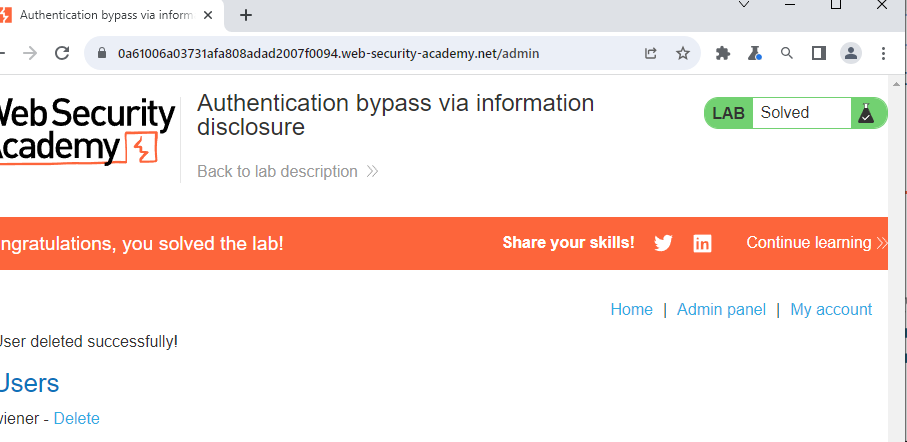 Authentication bypass via inform
0a61006a03731afa808adad2007f0094.web-security-academy.net/admin
Web Security
Academy
Authentication bypass via information
disclosure
LAB Solved
Back to lab description
ngratulations, you solved the lab!
Share your skills!
Continue learning
Home | Admin panel | My account
User deleted successfully!
Users
wiener - Delete